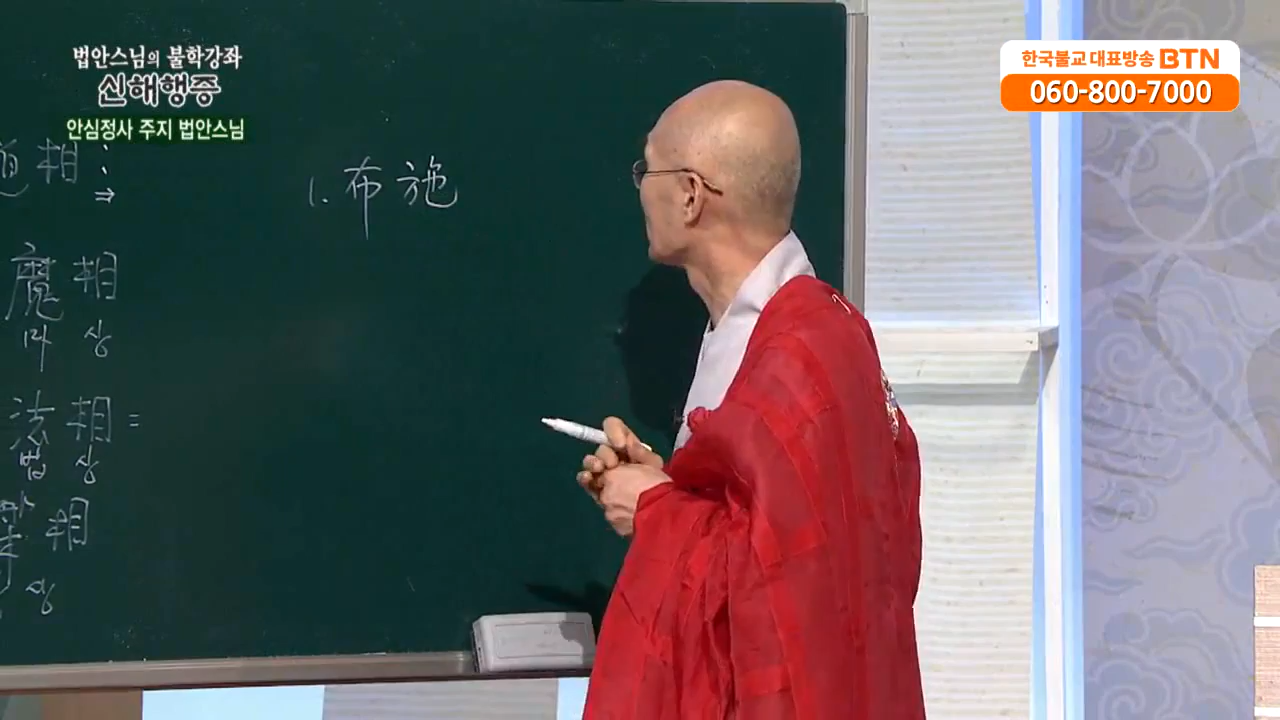 법안스님의 불학강좌
신해행증
안심정사 주지 법안스님
한국불교 대표방송 BTN
060-800-7000
道相 :
⇒
1. 布施
魔相
마 상
法相 =
법 상
相
상